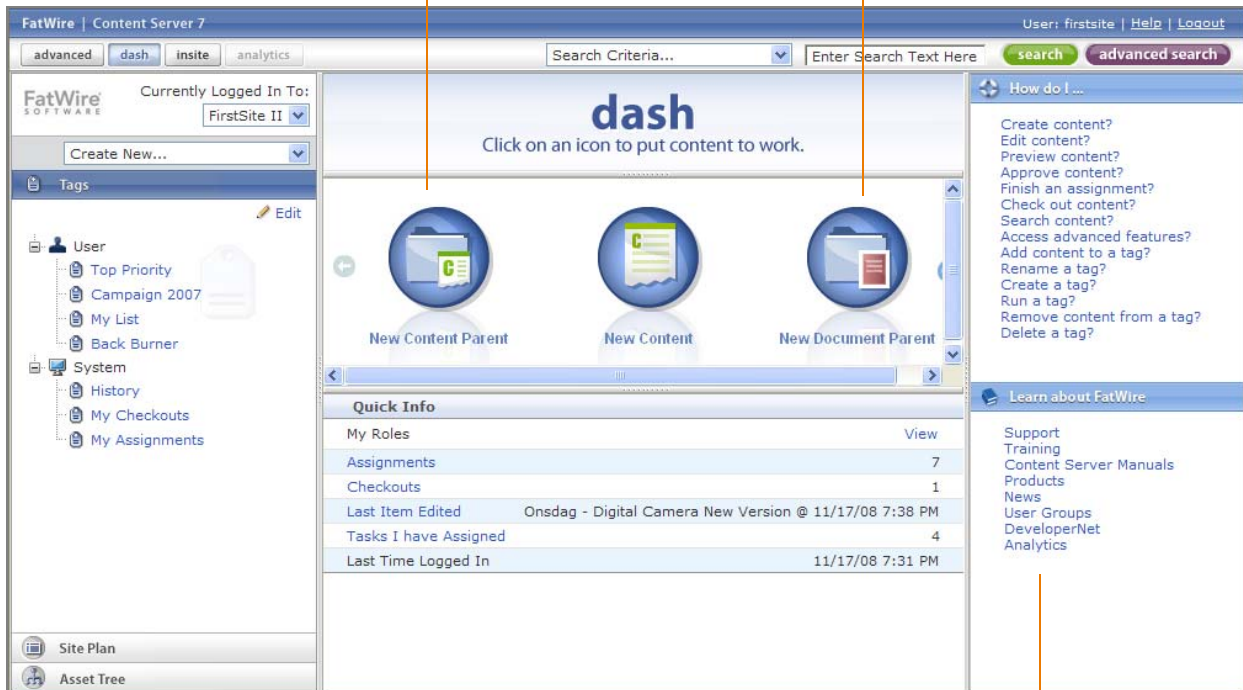 FatWire | Content Server 7
User: firstsite | Help | Logout
advanced dash insite analytics
Search Criteria...
Enter Search Text Here
search
advanced search
FatWire
SOFTWARE
Currently Logged In To:
FirstSite II
Create New...
Tags
Edit
User
Top Priority
Campaign 2007
My List
Back Burner
System
History
My Checkouts
My Assignments
Site Plan
Asset Tree
dash
Click on an icon to put content to work.
New Content Parent
New Content
New Document Parent
Quick Info
My Roles View
Assignments 7
Checkouts 1
Last Item Edited Onsdag - Digital Camera New Version @ 11/17/08 7:38 PM
Tasks I have Assigned 4
Last Time Logged In 11/17/08 7:31 PM
How do I ...
Create content?
Edit content?
Preview content?
Approve content?
Finish an assignment?
Check out content?
Search content?
Access advanced features?
Add content to a tag?
Rename a tag?
Create a tag?
Run a tag?
Remove content from a tag?
Delete a tag?
Learn about FatWire
Support
Training
Content Server Manuals
Products
News
User Groups
DeveloperNet
Analytics